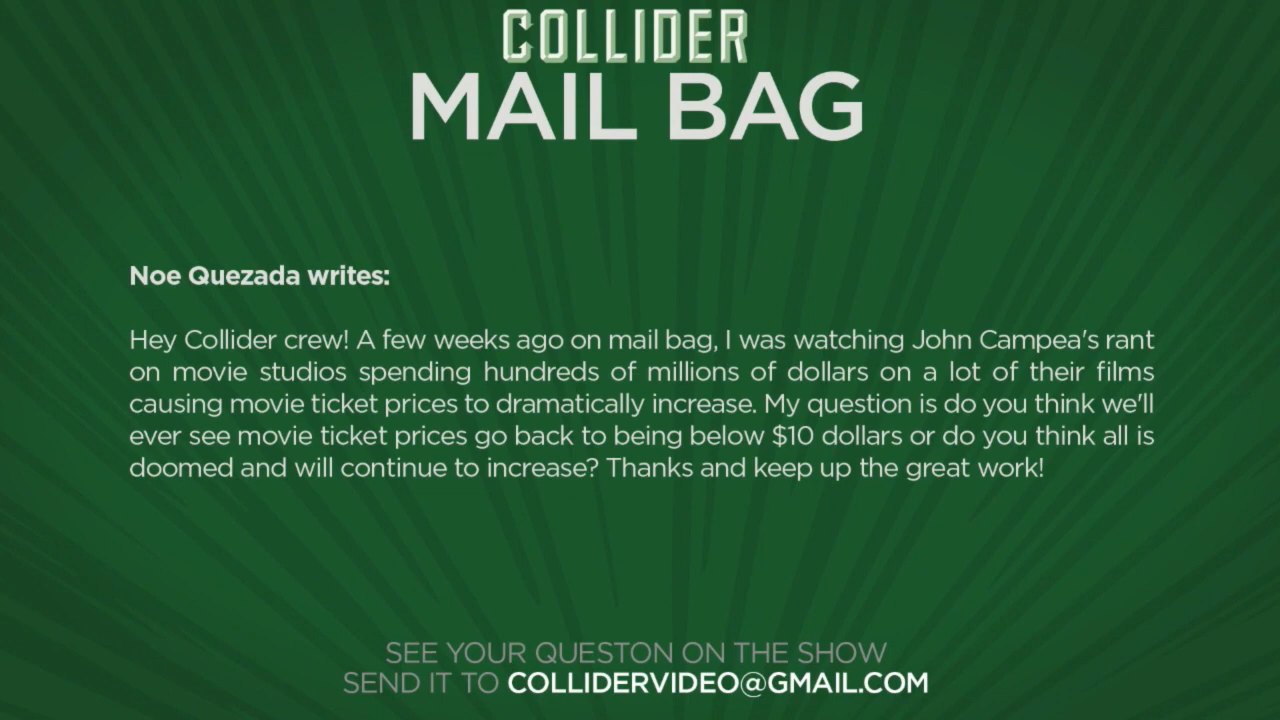 COLLIDER
MAIL BAG
Noe Quezada writes:
Hey Collider crew! A few weeks ago on mail bag, I was watching John Campea's rant
on movie studios spending hundreds of millions of dollars on a lot of their films
causing movie ticket prices to dramatically increase. My question is do you think we'll
ever see movie ticket prices go back to being below $10 dollars or do you think all is
doomed and will continue to increase? Thanks and keep up the great work!
SEE YOUR QUESTON ON THE SHOW
SEND IT TO COLLIDERVIDEO@GMAIL.COM